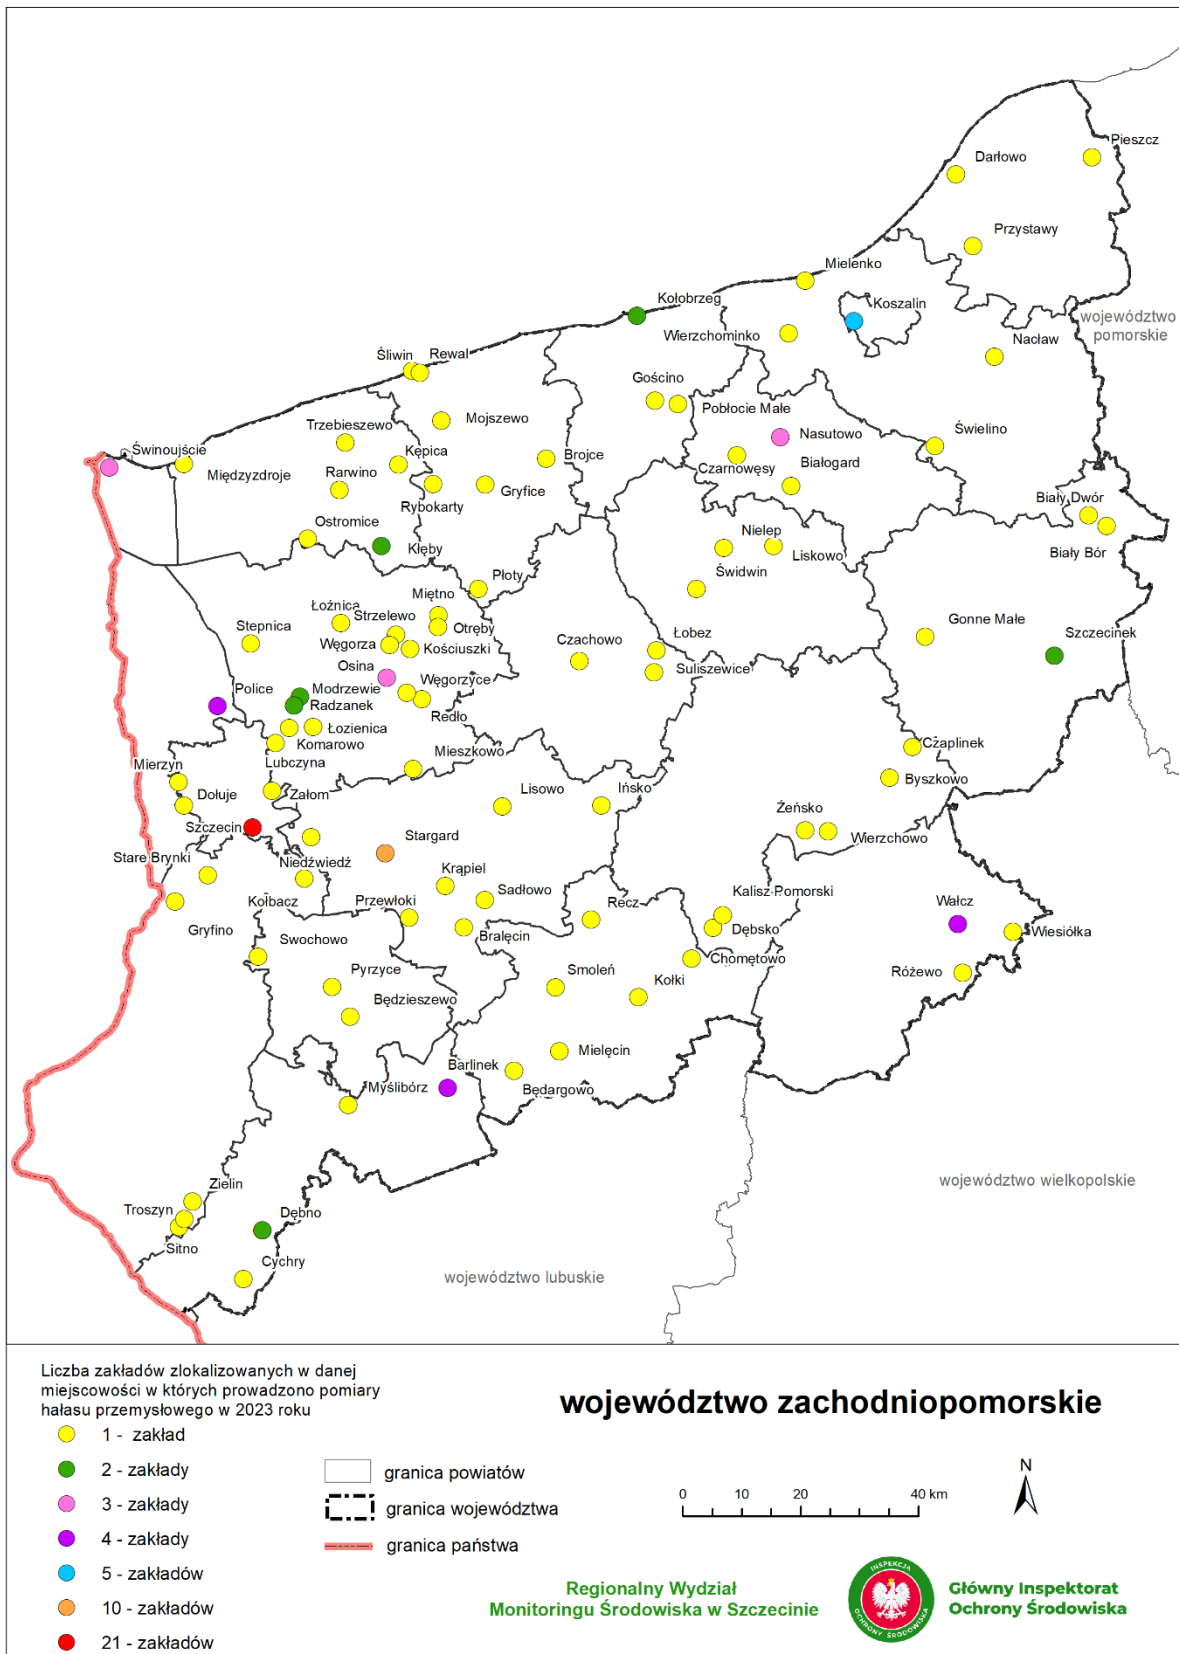 Pieszcz
Darłowo
Przystawy
Mielenko
Kołobrzeg
Koszalin
województwo
pomorskie
Wierzchominko
Nacław
Śliwin
Rewal
Gościno
Pobłocie Małe
Mojszewo
Trzebieszewo
Nasutowo
Świelino
Świnoujście
Kępica
Brojce
Czarnowęsy
Białogard
Międzyzdroje
Rarwino
Gryfice
Rybokarty
Biały Dwór
Ostromice
Nielep
Kłęby
Liskowo
Biały Bór
Świdwin
Płoty
Miętno
Łoźnica
Strzelewo
Gonne Małe
Stepnica
Otręby
Węgorza
Kościuszki
Czachowo
Łobez
Szczecinek
Osina
Suliszewice
Węgorzyce
Police
Modrzewie
Radzanek
Redło
Łozienica
Komarowo
Mieszkowo
Czaplinek
Lubczyna
Mierzyn
Byszkowo
Załom
Lisowo
Ińsko
Dołuje
Żeńsko
Szczecin
Stargard
Wierzchowo
Stare Brynki
Niedźwiedź
Krąpiel
Kalisz Pomorski
Kołbacz
Przewłoki
Sadłowo
Recz
Wałcz
Gryfino
Bralęcin
Dębsko
Wiesiółka
Swochowo
Chomętowo
Pyrzyce
Smoleń
Kołki
Różewo
Będzieszewo
Mielęcin
Barlinek
Myślibórz
Będargowo
Zielin
województwo wielkopolskie
Troszyn
Dębno
Sitno
Cychry
województwo lubuskie
Liczba zakładów zlokalizowanych w danej
miejscowości w których prowadzono pomiary
hałasu przemysłowego w 2023 roku
1 - zakład
2 - zakłady
3 - zakłady
4 - zakłady
5 - zakładów
10 - zakładów
21 - zakładów
granica powiatów
granica województwa
granica państwa
województwo zachodniopomorskie
0 10 20 40 km
N
Regionalny Wydział
Monitoringu Środowiska w Szczecinie
INSPEKCJA
OCHRONY ŚRODOWISKA
Główny Inspektorat
Ochrony Środowiska